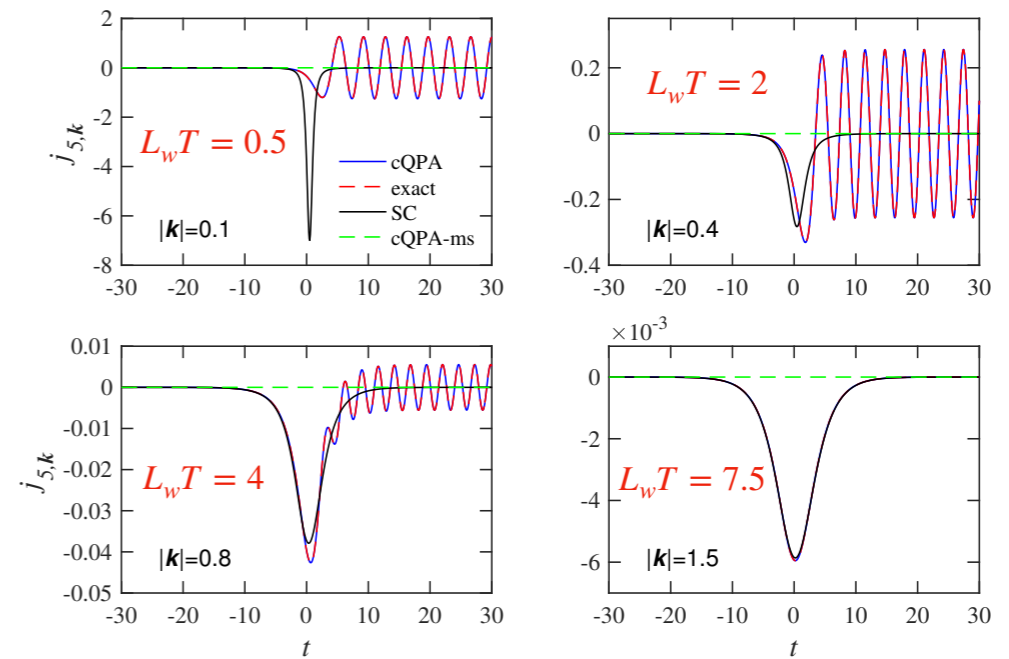 2
0
-2
-4
-6
-8
j5,k
LwT = 0.5
cQPA
exact
SC
cQPA-ms
|k|=0.1
-30 -20 -10 0 10 20 30
t
0.2
0
-0.2
-0.4
LwT = 2
|k|=0.4
-30 -20 -10 0 10 20 30
t
0.01
0
-0.01
-0.02
-0.03
-0.04
-0.05
j5,k
LwT = 4
|k|=0.8
-30 -20 -10 0 10 20 30
t
×10-3
0
-2
-4
-6
LwT = 7.5
|k|=1.5
-30 -20 -10 0 10 20 30
t